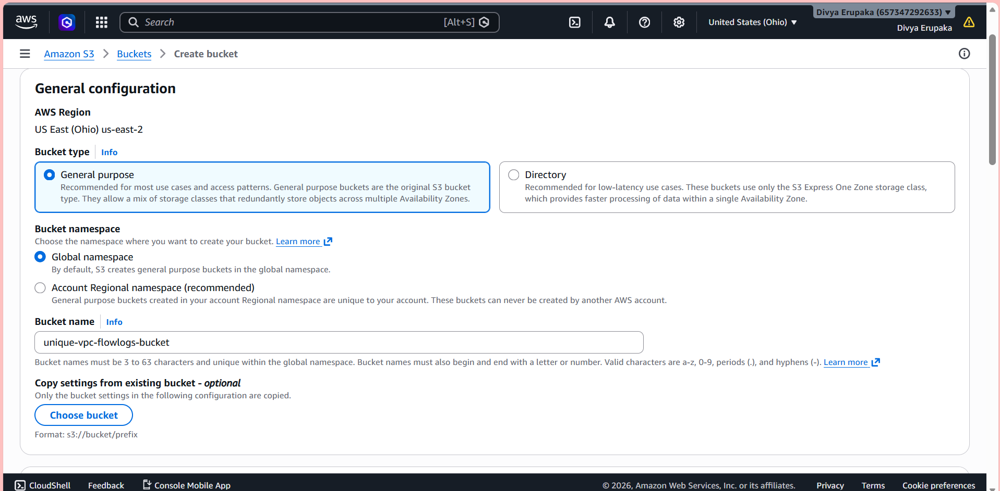 aws
Search
[Alt+S]
United States (Ohio)
Divya Erupaka (657347292633)
Divya Erupaka
Amazon S3
Buckets
Create bucket
General configuration
AWS Region
US East (Ohio) us-east-2
Bucket type
Info
General purpose
Recommended for most use cases and access patterns. General purpose buckets are the original S3 bucket
type. They allow a mix of storage classes that redundantly store objects across multiple Availability Zones.
Directory
Recommended for low-latency use cases. These buckets use only the S3 Express One Zone storage class,
which provides faster processing of data within a single Availability Zone.
Bucket namespace
Choose the namespace where you want to create your bucket. Learn more
Global namespace
By default, S3 creates general purpose buckets in the global namespace.
Account Regional namespace (recommended)
General purpose buckets created in your account Regional namespace are unique to your account. These buckets can never be created by another AWS account.
Bucket name
Info
unique-vpc-flowlogs-bucket
Bucket names must be 3 to 63 characters and unique within the global namespace. Bucket names must also begin and end with a letter or number. Valid characters are a-z, 0-9, periods (.), and hyphens (-). Learn more
Copy settings from existing bucket - optional
Only the bucket settings in the following configuration are copied.
Choose bucket
Format: s3://bucket/prefix
CloudShell
Feedback
Console Mobile App
© 2026, Amazon Web Services, Inc. or its affiliates.
Privacy
Terms
Cookie preferences